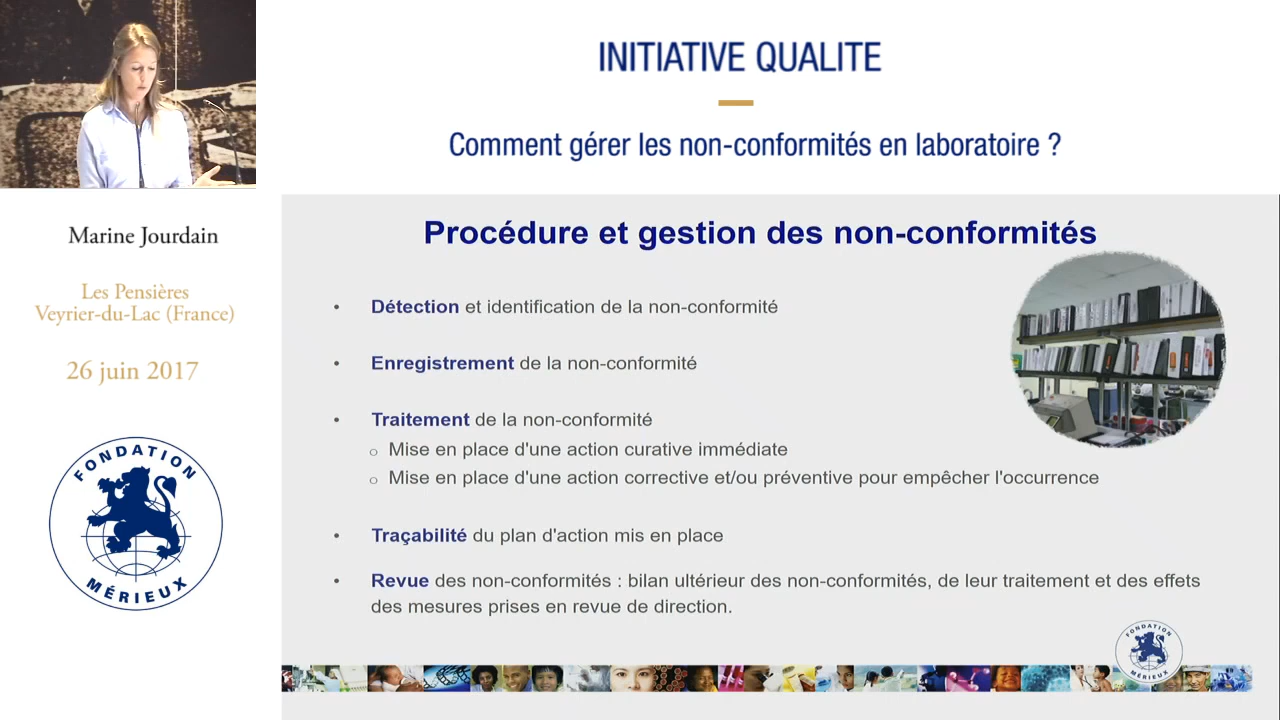 INITIATIVE QUALITE
Comment gérer les non-conformités en laboratoire ?
Marine Jourdain
Les Pensières
Veyrier-du-Lac (France)
26 juin 2017
FONDATION
MÉRIEUX
Procédure et gestion des non-conformités
• Détection et identification de la non-conformité
• Enregistrement de la non-conformité
• Traitement de la non-conformité
○ Mise en place d'une action curative immédiate
○ Mise en place d'une action corrective et/ou préventive pour empêcher l'occurrence
• Traçabilité du plan d'action mis en place
• Revue des non-conformités : bilan ultérieur des non-conformités, de leur traitement et des effets
des mesures prises en revue de direction.
FONDATION
MÉRIEUX